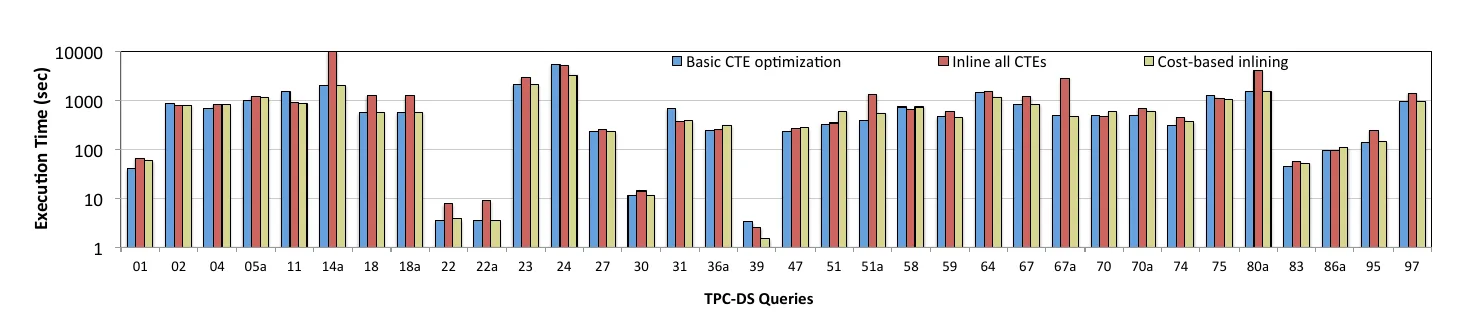 10000
Basic CTE optimization Inline all CTEs Cost-based inlining
1000
100
10
1
Execution Time (sec)
01 02 04 05a 11 14a 18 18a 22 22a 23 24 27 30 31 36a 39 47 51 51a 58 59 64 67 67a 70 70a 74 75 80a 83 86a 95 97
TPC-DS Queries